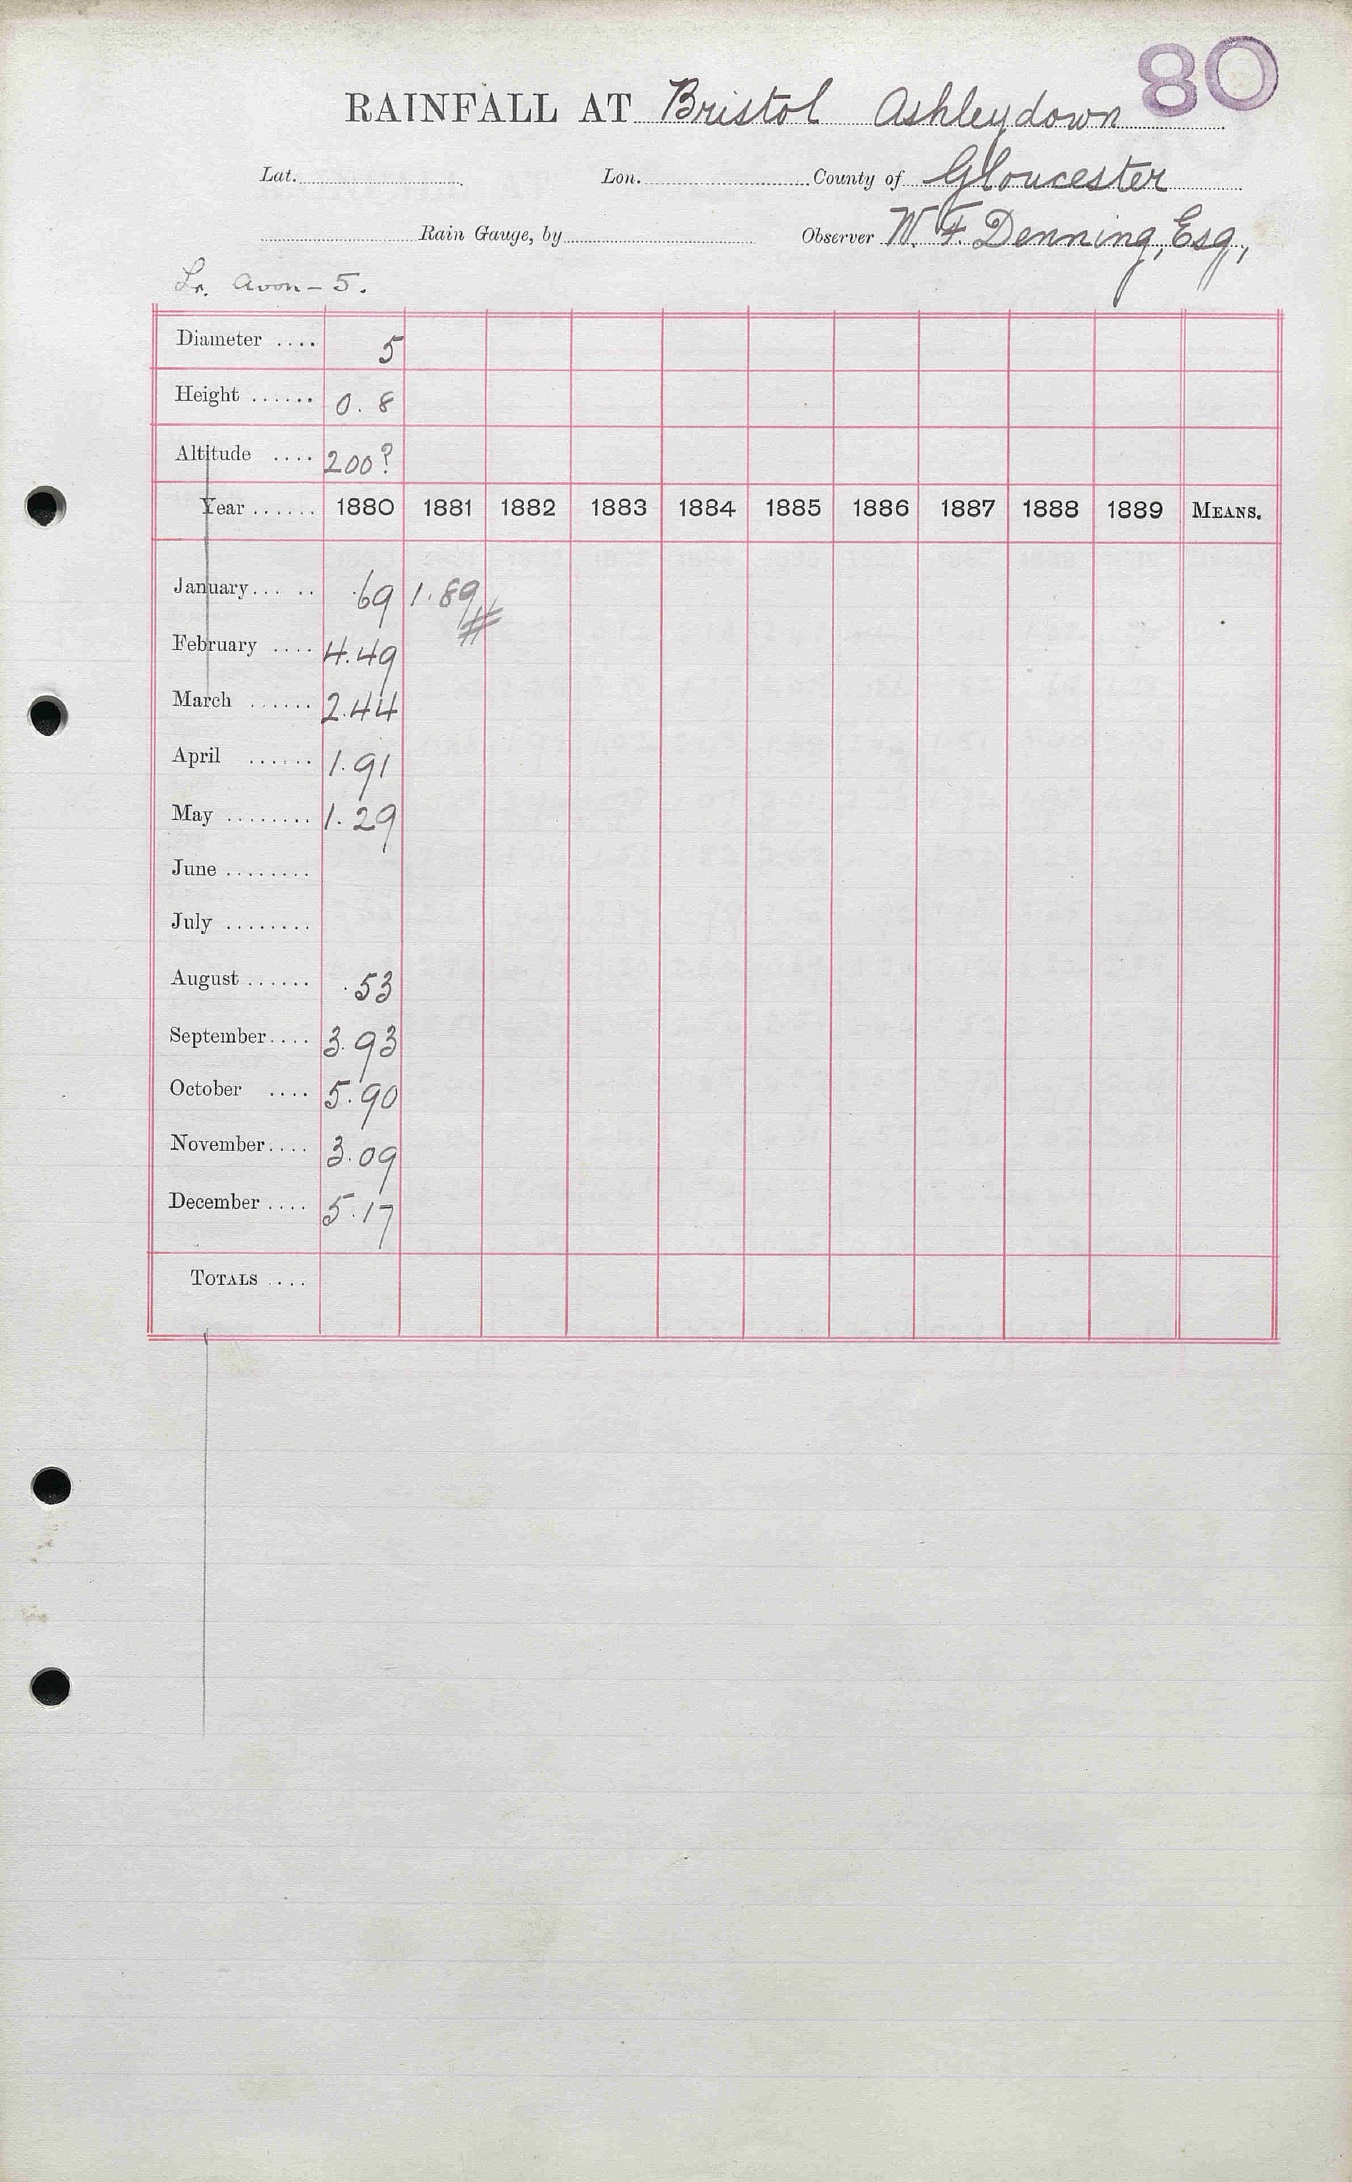 80
RAINFALL AT Bristol Ashleydown
Lat. Lon. County of Gloucester
Rain Gauge, by Observer W. F. Denning, Esq.,
Lr. Avon - 5.
Diameter .... 5
Height ...... 0.8
Altitude .... 200?
Year ...... 1880 1881 1882 1883 1884 1885 1886 1887 1888 1889 MEANS.
January ..... .69 1.89
February .... 4.49
March ...... 2.44
April ...... 1.91
May ........ 1.29
June ........
July ........
August ...... .53
September .... 3.93
October .... 5.90
November .... 3.09
December .... 5.17
TOTALS ....